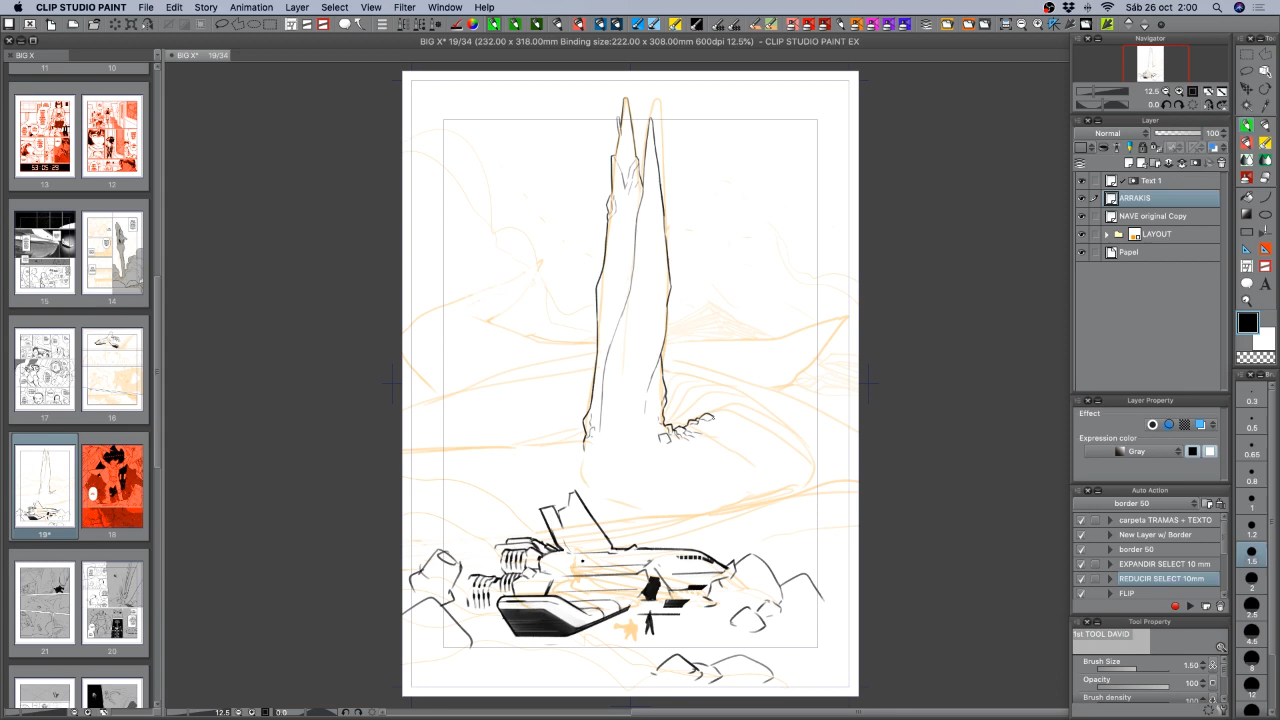 CLIP STUDIO PAINT File Edit Story Animation Layer Select View Filter Window Help Sáb 26 oct 2:00
BIG X* 19/34 (232.00 x 318.00mm Binding size:222.00 x 308.00mm 600dpi 12.5%) - CLIP STUDIO PAINT EX
BIG X
BIG X* 19/34
11 10
13 12
15 14
17 16
19* 18
21 20
53:05:29
12.5 0.0
Navigator
12.5
0.0
Layer
Normal 100
Text 1
ARRAKIS
NAVE original Copy
LAYOUT
Papel
Layer Property
Effect
Expression color
Gray
Auto Action
border 50
carpeta TRAMAS + TEXTO
New Layer w/ Border
border 50
EXPANDIR SELECT 10 mm
REDUCIR SELECT 10mm
FLIP
Tool Property
1st TOOL DAVID
Brush Size 1.50
Opacity 100
Brush density 100
To
Br
0.3
0.5
0.65
0.8
1
1.2
1.5
2
2.5
4.5
8
12